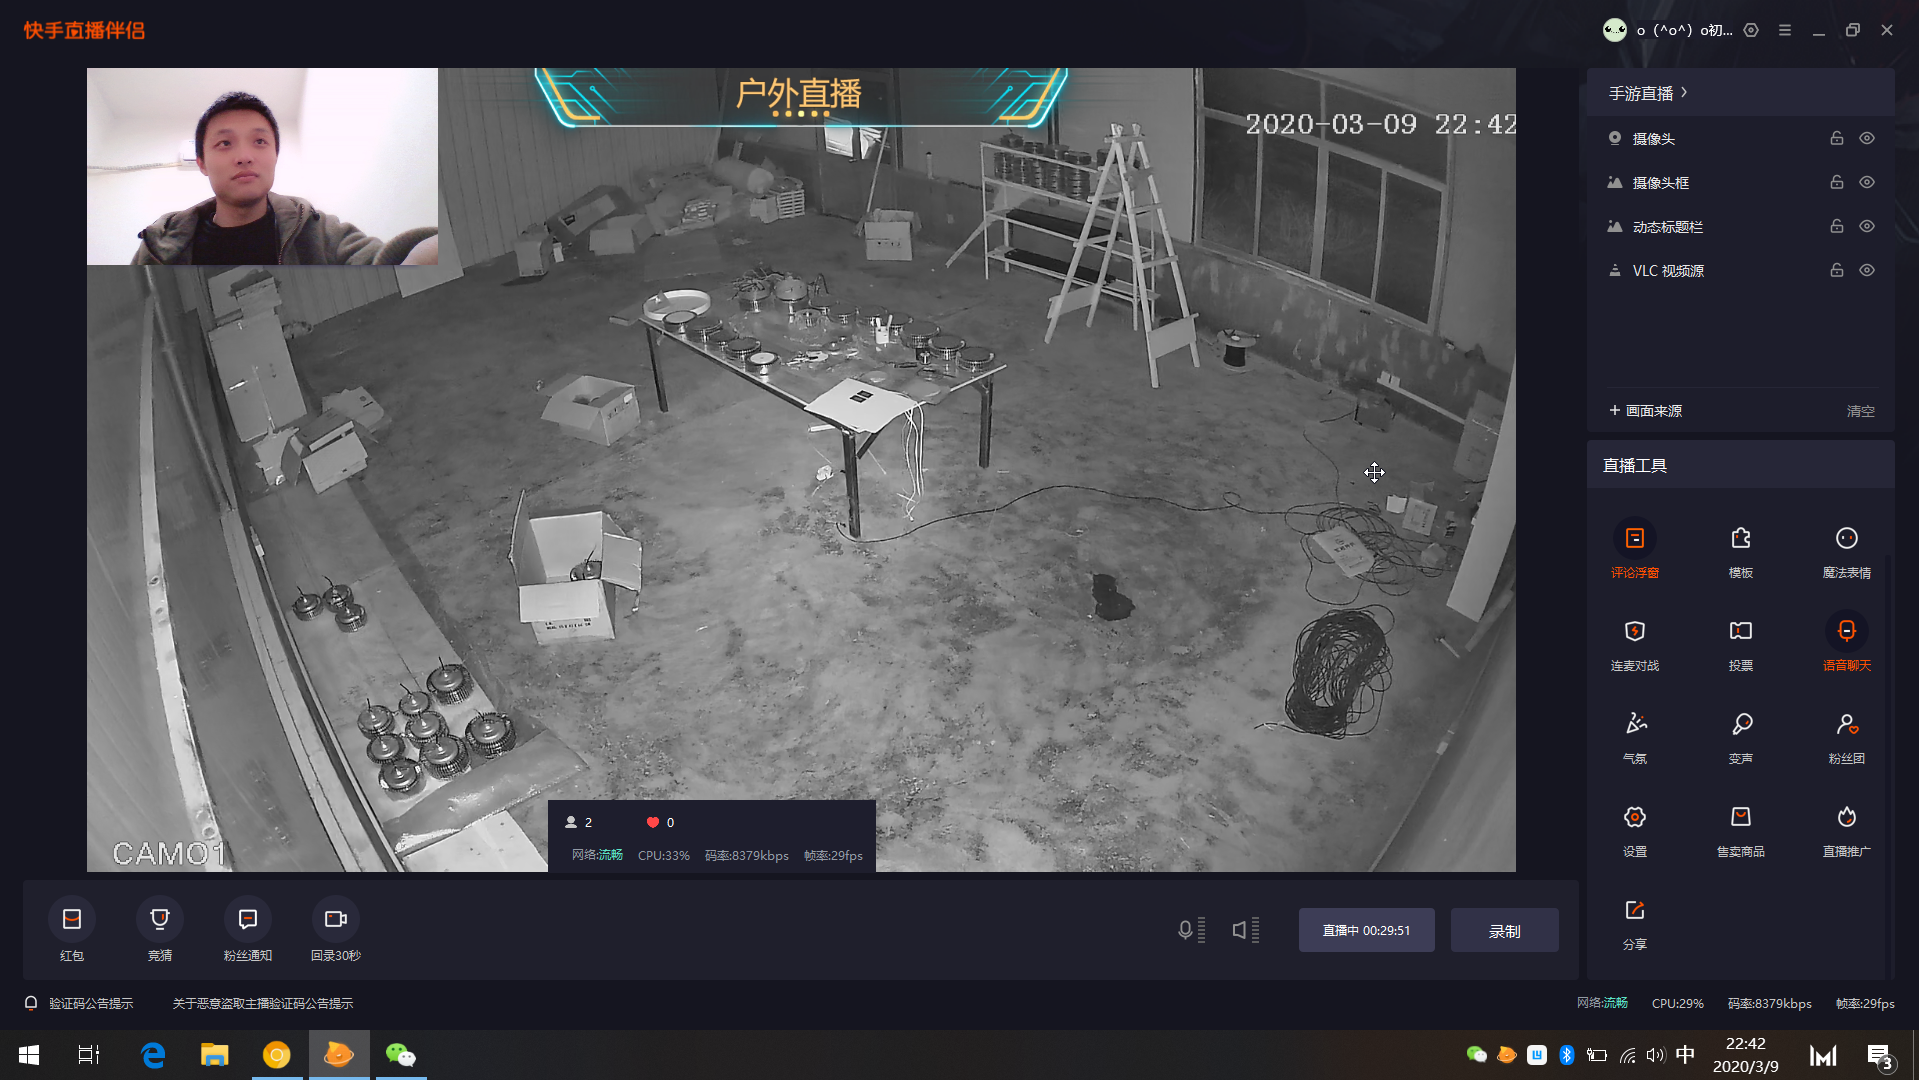 快手直播伴侣
o（^o^）o初...
户外直播
2020-03-09 22:42
CAM01
2
0
网络:流畅 CPU:33% 码率:8379kbps 帧率:29fps
手游直播
摄像头
摄像头框
动态标题栏
VLC 视频源
+ 画面来源 清空
直播工具
评论浮窗 模板 魔法表情
连麦对战 投票 语音聊天
气氛 变声 粉丝团
设置 售卖商品 直播推广
分享
红包 竞猜 粉丝通知 回录30秒
直播中 00:29:51
录制
验证码公告提示 关于恶意盗取主播验证码公告提示
网络:流畅 CPU:29% 码率:8379kbps 帧率:29fps
中
22:42
2020/3/9
3